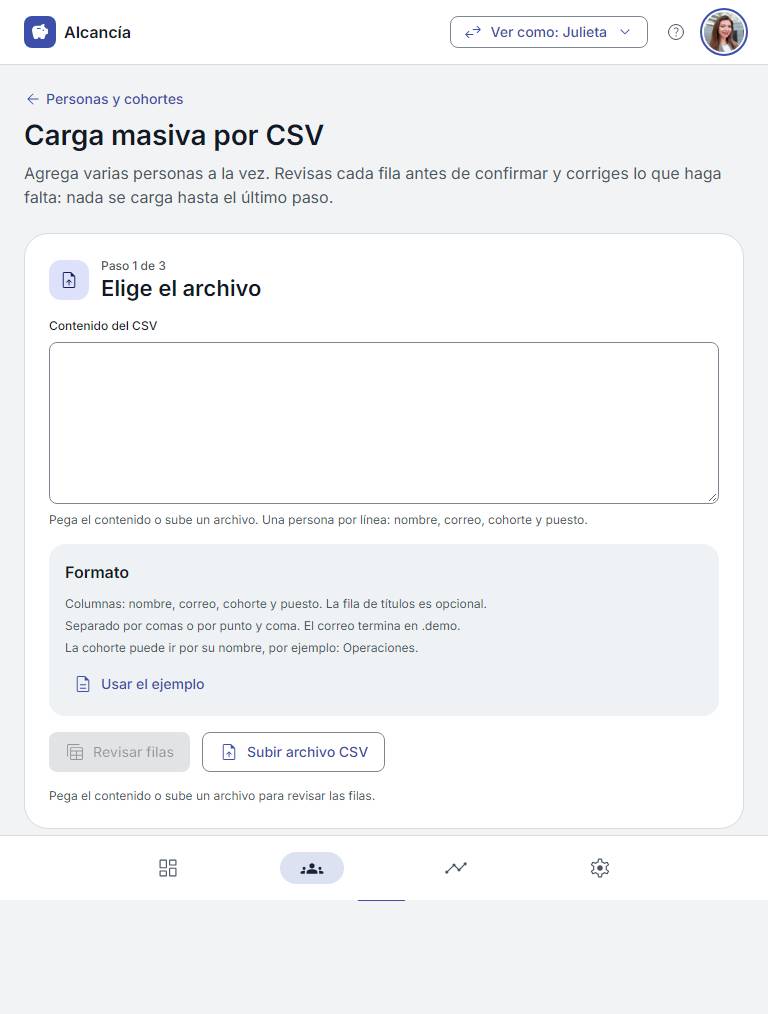 Alcancía
Ver como: Julieta
Personas y cohortes
Carga masiva por CSV
Agrega varias personas a la vez. Revisas cada fila antes de confirmar y corriges lo que haga
falta: nada se carga hasta el último paso.
Paso 1 de 3
Elige el archivo
Contenido del CSV
Pega el contenido o sube un archivo. Una persona por línea: nombre, correo, cohorte y puesto.
Formato
Columnas: nombre, correo, cohorte y puesto. La fila de títulos es opcional.
Separado por comas o por punto y coma. El correo termina en .demo.
La cohorte puede ir por su nombre, por ejemplo: Operaciones.
Usar el ejemplo
Revisar filas
Subir archivo CSV
Pega el contenido o sube un archivo para revisar las filas.